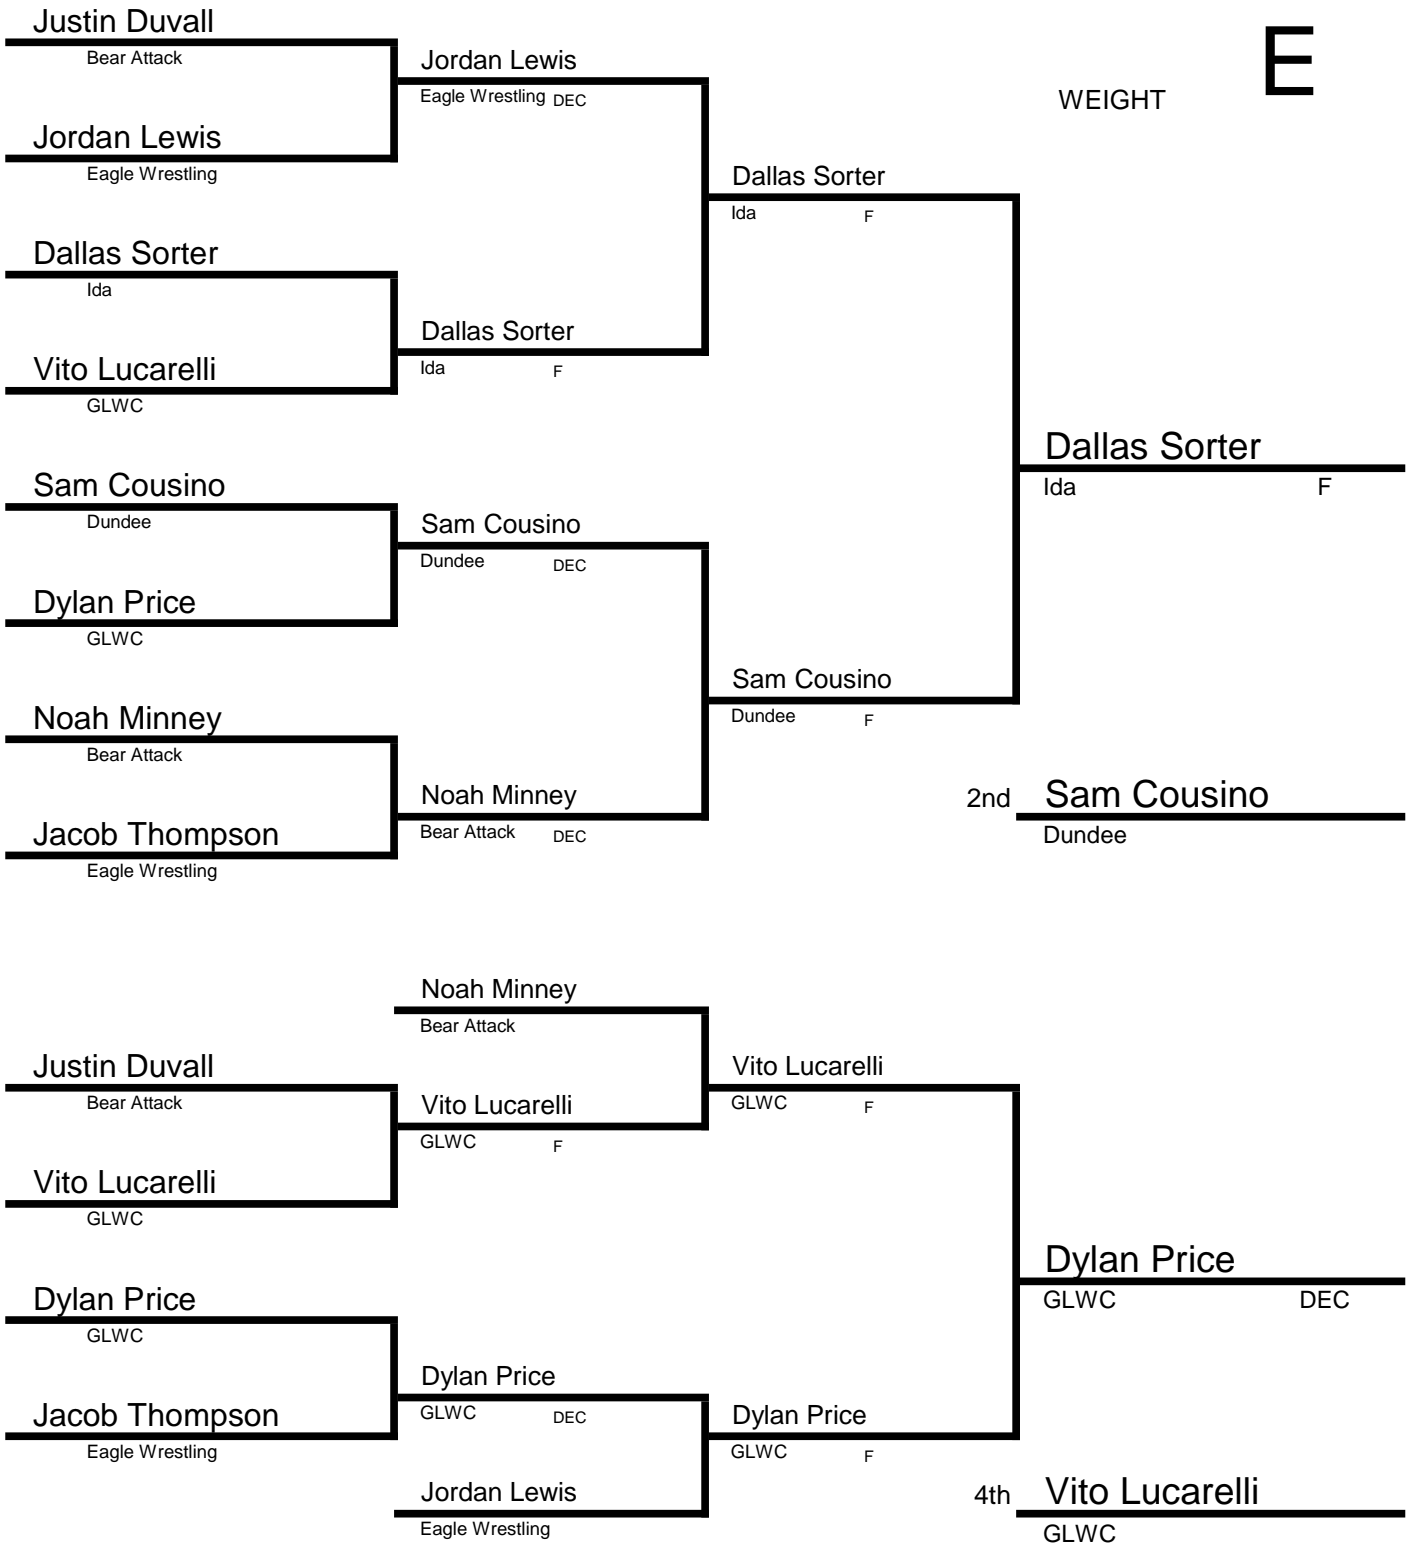 Justin Duvall
Bear Attack
Jordan Lewis
Eagle Wrestling DEC
E
WEIGHT
Jordan Lewis
Eagle Wrestling
Dallas Sorter
Ida F
Dallas Sorter
Ida
Dallas Sorter
Ida F
Vito Lucarelli
GLWC
Dallas Sorter
Ida F
Sam Cousino
Dundee
Sam Cousino
Dundee DEC
Dylan Price
GLWC
Sam Cousino
Dundee F
Noah Minney
Bear Attack
Noah Minney
Bear Attack DEC
2nd Sam Cousino
Dundee
Jacob Thompson
Eagle Wrestling
Noah Minney
Bear Attack
Justin Duvall
Bear Attack
Vito Lucarelli
GLWC F
Vito Lucarelli
GLWC F
Vito Lucarelli
GLWC
Dylan Price
GLWC DEC
Dylan Price
GLWC
Dylan Price
GLWC DEC
Jacob Thompson
Eagle Wrestling
Dylan Price
GLWC F
Jordan Lewis
Eagle Wrestling
4th Vito Lucarelli
GLWC